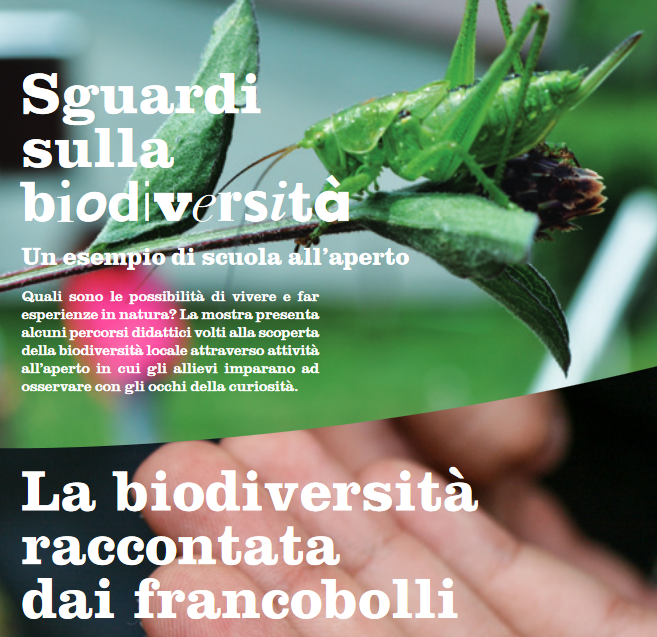 Sguardi
sulla
biodiversità
Un esempio di scuola all'aperto
Quali sono le possibilità di vivere e far
esperienze in natura? La mostra presenta
alcuni percorsi didattici volti alla scoperta
della biodiversità locale attraverso attività
all'aperto in cui gli allievi imparano ad
osservare con gli occhi della curiosità.
La biodiversità
raccontata
dai francobolli